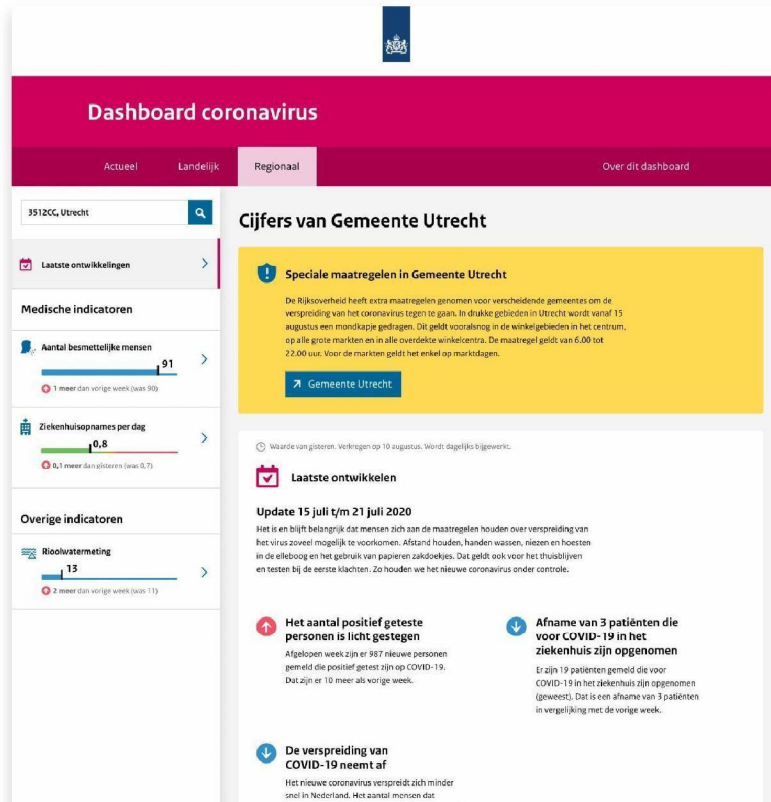 Dashboard coronavirus
Actueel
Landelijk
Regionaal
Over dit dashboard
3512CC, Utrecht
Laatste ontwikkelingen
Medische indicatoren
Aantal besmettelijke mensen
91
1 meer dan vorige week (was 90)
Ziekenhuisopnames per dag
0,8
0,1 meer dan gisteren (was 0,7)
Overige indicatoren
Rioolwatermeting
13
2 meer dan vorige week (was 11)
Cijfers van Gemeente Utrecht
Speciale maatregelen in Gemeente Utrecht
De Rijksoverheid heeft extra maatregelen genomen voor verscheidende gemeentes om de
verspreiding van het coronavirus tegen te gaan. In drukke gebieden in Utrecht wordt vanaf 15
augustus een mondkapje gedragen. Dit geldt vooralsnog in de winkelgebieden in het centrum,
op alle grote markten en in alle overdekte winkelcentra. De maatregel geldt van 6.00 tot
22.00 uur. Voor de markten geldt het enkel op marktdagen.
Gemeente Utrecht
Waarde van gisteren. Verkregen op 10 augustus. Wordt dagelijks bijgewerkt.
Laatste ontwikkelen
Update 15 juli t/m 21 juli 2020
Het is en blijft belangrijk dat mensen zich aan de maatregelen houden over verspreiding van
het virus zoveel mogelijk te voorkomen. Afstand houden, handen wassen, niezen en hoesten
in de elleboog en het gebruik van papieren zakdoekjes. Dat geldt ook voor het thuisblijven
en testen bij de eerste klachten. Zo houden we het nieuwe coronavirus onder controle.
Het aantal positief geteste
personen is licht gestegen
Afgelopen week zijn er 987 nieuwe personen
gemeld die positief getest zijn op COVID-19.
Dat zijn er 10 meer als vorige week.
Afname van 3 patiënten die
voor COVID-19 in het
ziekenhuis zijn opgenomen
Er zijn 19 patiënten gemeld die voor
COVID-19 in het ziekenhuis zijn opgenomen
(geweest). Dat is een afname van 3 patiënten
in vergelijking met de vorige week.
De verspreiding van
COVID-19 neemt af
Het nieuwe coronavirus verspreidt zich minder
snel in Nederland. Het aantal mensen dat